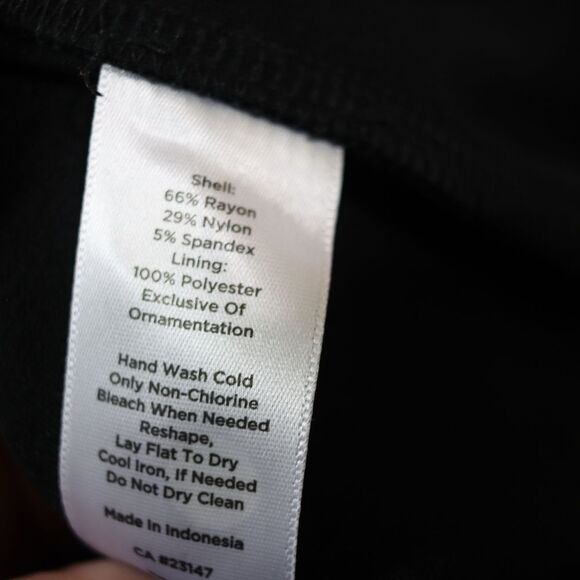 Shell:
66% Rayon
29% Nylon
5% Spandex
Lining:
100% Polyester
Exclusive Of
Ornamentation
Hand Wash Cold
Only Non-Chlorine
Bleach When Needed
Reshape,
Lay Flat To Dry
Cool Iron, If Needed
Do Not Dry Clean
Made In Indonesia
CA #23147